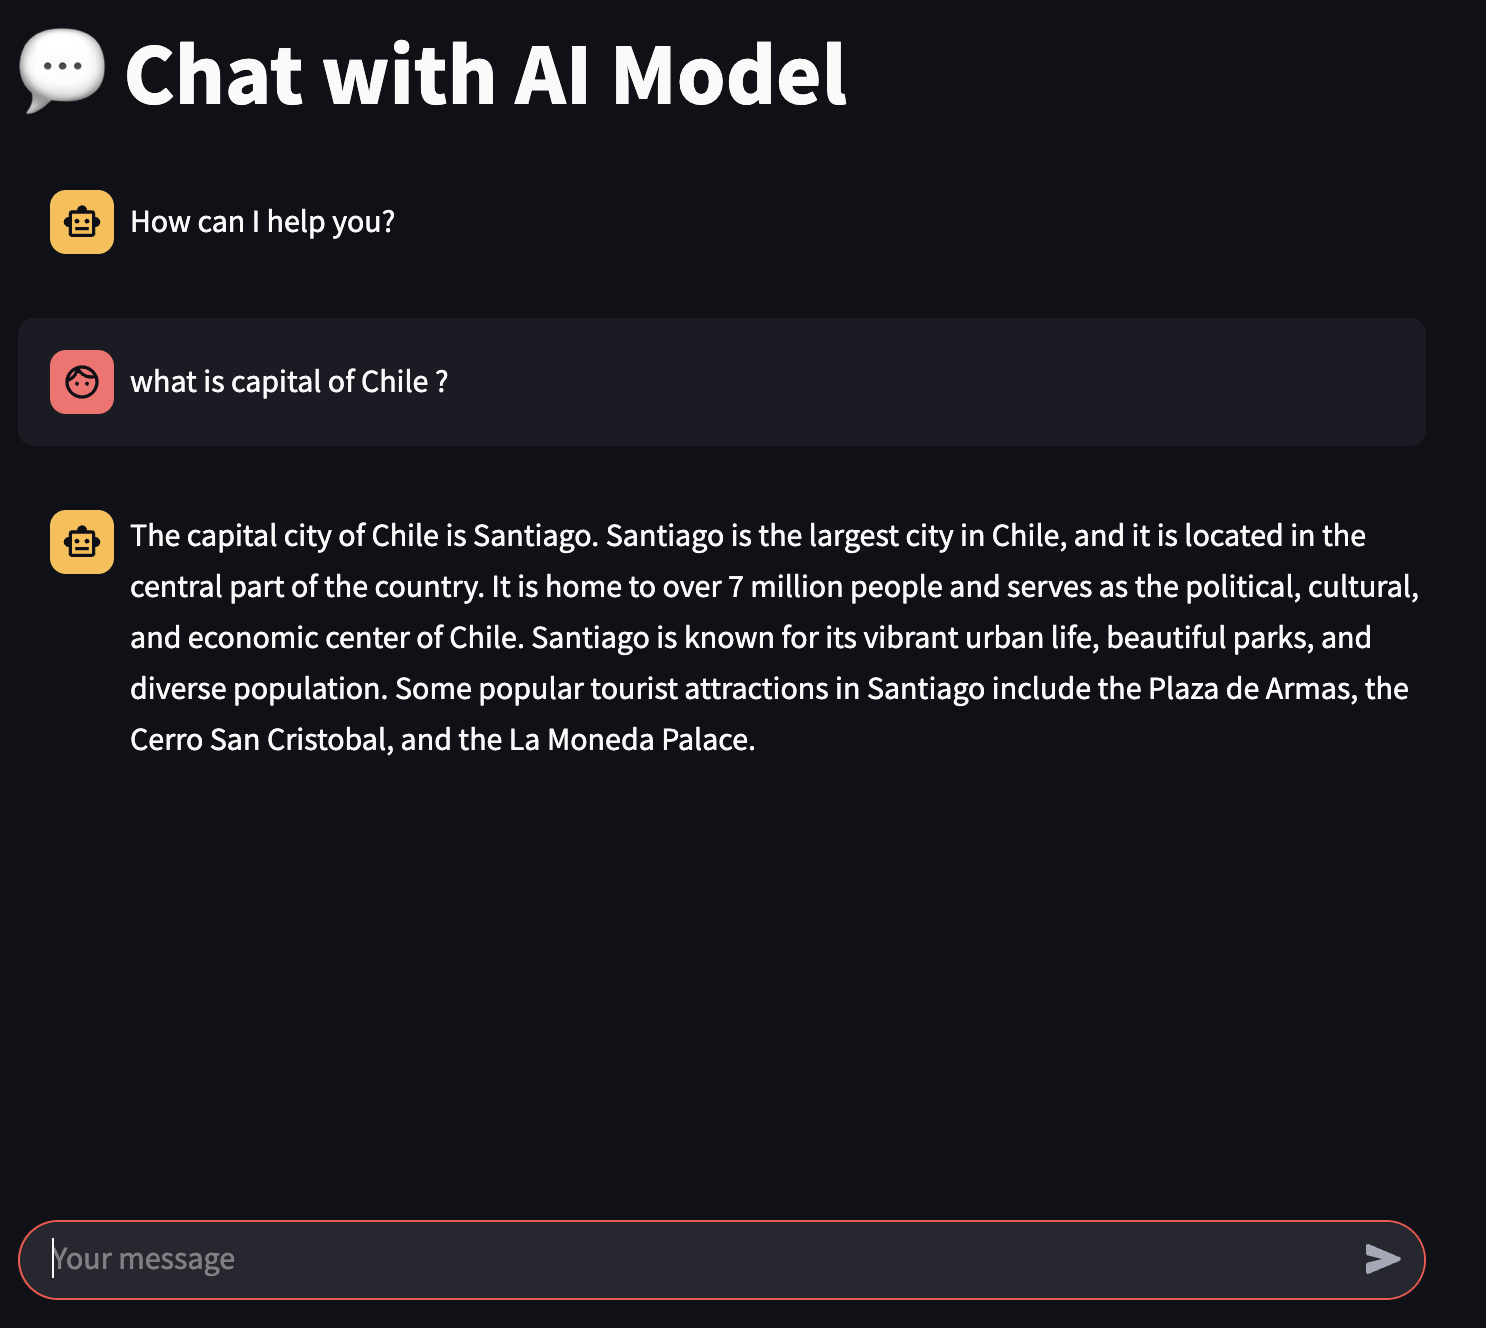 Chat with AI Model
How can I help you?
what is capital of Chile ?
The capital city of Chile is Santiago. Santiago is the largest city in Chile, and it is located in the
central part of the country. It is home to over 7 million people and serves as the political, cultural,
and economic center of Chile. Santiago is known for its vibrant urban life, beautiful parks, and
diverse population. Some popular tourist attractions in Santiago include the Plaza de Armas, the
Cerro San Cristobal, and the La Moneda Palace.
Your message